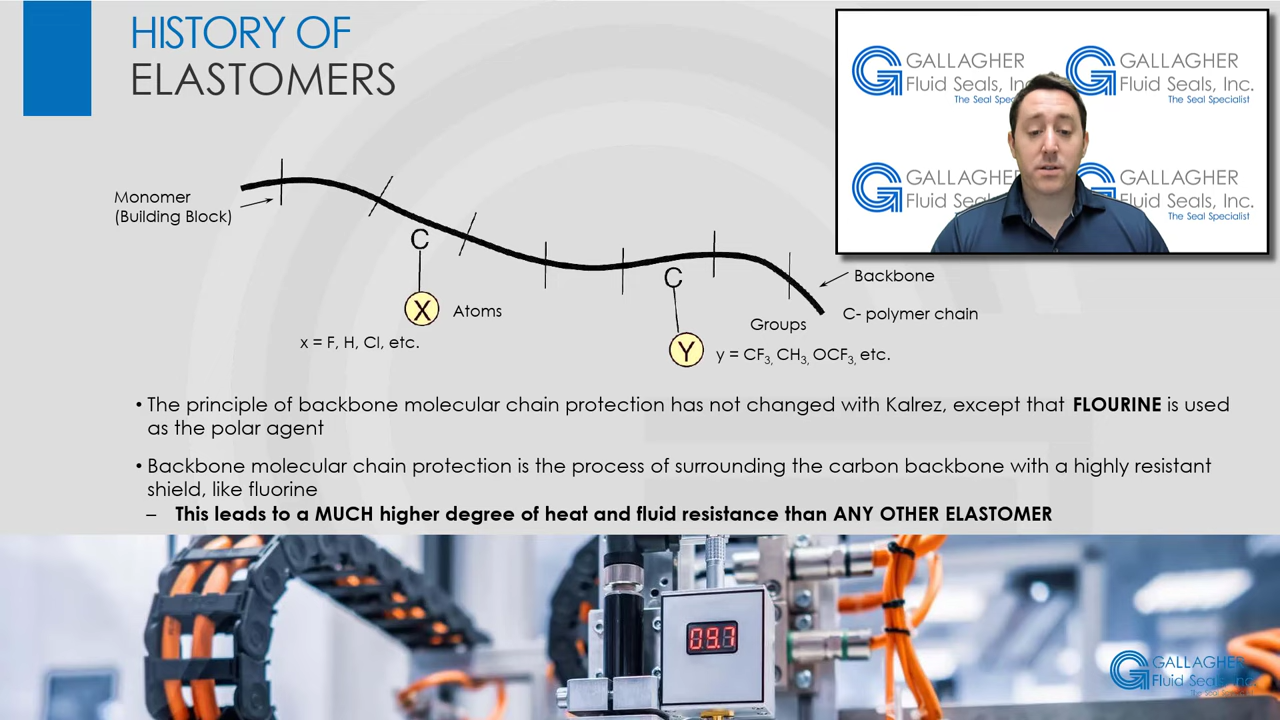 HISTORY OF
ELASTOMERS
GALLAGHER
Fluid Seals, Inc.
The Seal Specialist
GALLAGHER
Fluid Seals, Inc.
The Seal Specialist
GALLAGHER
Fluid Seals, Inc.
The Seal Specialist
Monomer
(Building Block)
C
X
Atoms
x = F, H, Cl, etc.
C
Y
Groups
y = CF3, CH3, OCF3, etc.
Backbone
C- polymer chain
• The principle of backbone molecular chain protection has not changed with Kalrez, except that FLOURINE is used
as the polar agent
• Backbone molecular chain protection is the process of surrounding the carbon backbone with a highly resistant
shield, like fluorine
– This leads to a MUCH higher degree of heat and fluid resistance than ANY OTHER ELASTOMER
GALLAGHER
Fluid Seals, Inc.